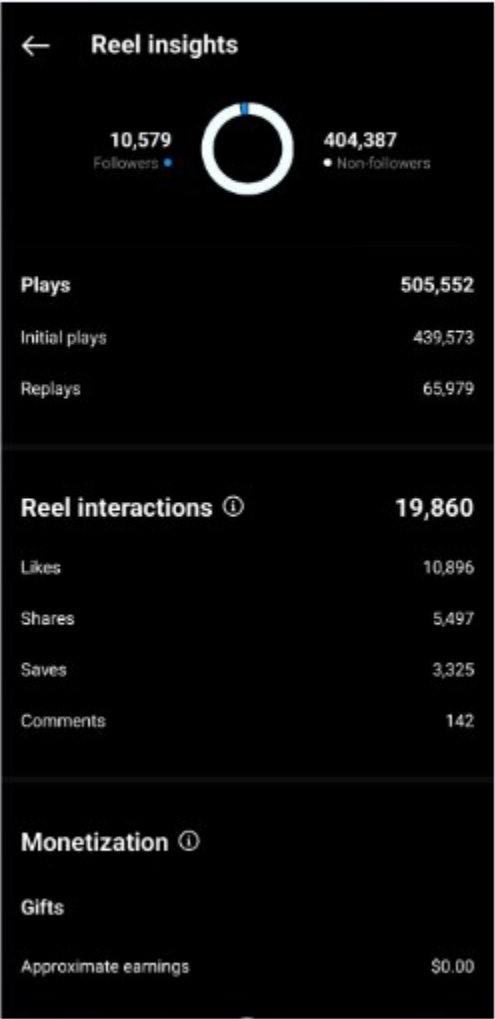 Reel insights
10,579 404,387
Followers Non-followers
Plays 505,552
Initial plays 439,573
Replays 65,979
Reel interactions 19,860
Likes 10,896
Shares 5,497
Saves 3,325
Comments 142
Monetization
Gifts
Approximate earnings $0.00